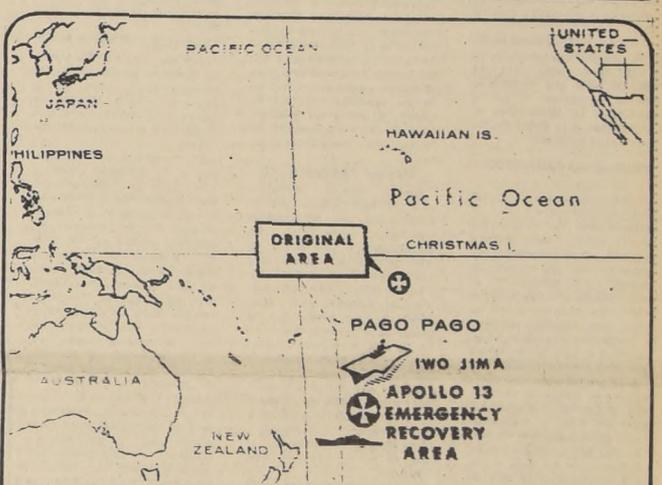 PACIFIC OCEAN
UNITED
STATES
JAPAN
HAWAIIAN IS.
HILIPPINES
Pacific Ocean
ORIGINAL
AREA
CHRISTMAS I.
PAGO PAGO
IWO JIMA
AUSTRALIA
APOLLO 13
EMERGENCY
RECOVERY
AREA
NEW
ZEALAND